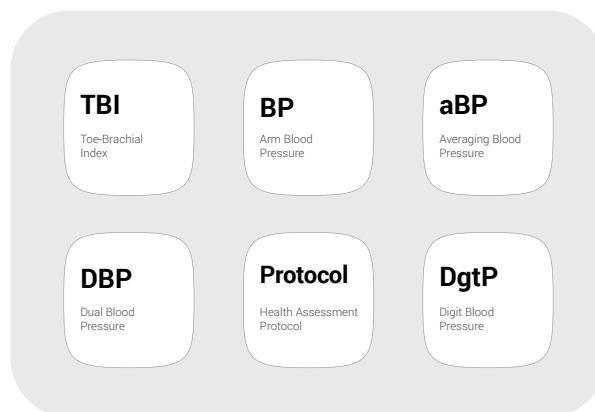 TBI
Toe-Brachial
Index
BP
Arm Blood
Pressure
aBP
Averaging Blood
Pressure
DBP
Dual Blood
Pressure
Protocol
Health Assessment
Protocol
DgtP
Digit Blood
Pressure